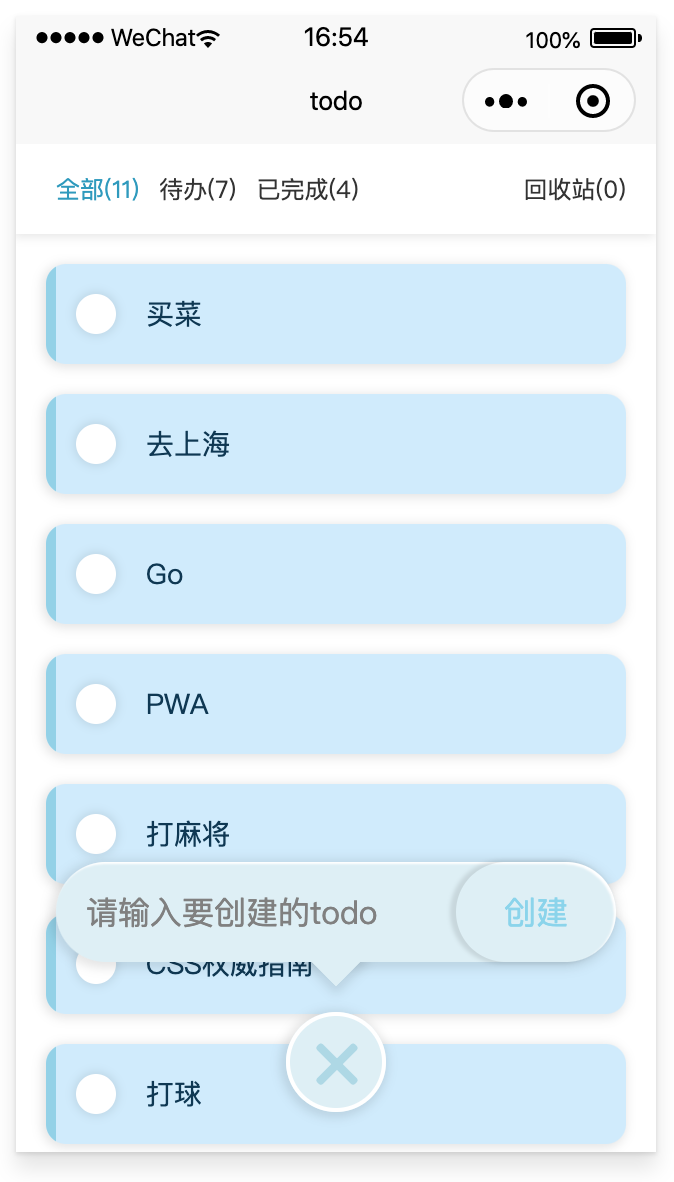 WeChat 16:54 100%
todo
全部(11) 待办(7) 已完成(4) 回收站(0)
买菜
去上海
Go
PWA
打麻将
请输入要创建的todo 创建
CSS权威指南
打球